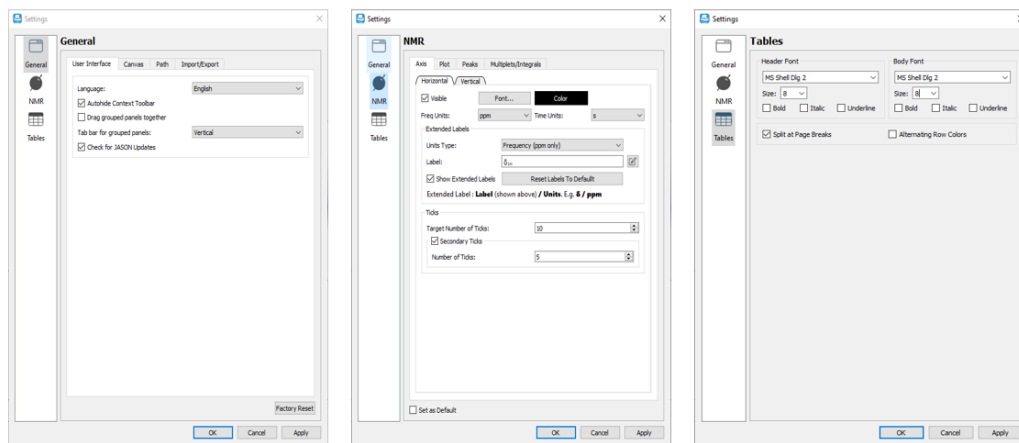 Settings
General
General
NMR
Tables
User Interface Canvas Path Import/Export
Language: English
Autohide Context Toolbar
Drag grouped panels together
Tab bar for grouped panels: Vertical
Check for JASON Updates
Factory Reset
OK Cancel Apply
Settings
NMR
General
NMR
Tables
Axis Plot Peaks Multiplets/Integrals
Horizontal Vertical
Visible Font... Color
Freq Units: ppm Time Units: s
Extended Labels
Units Type: Frequency (ppm only)
Label:
Show Extended Labels Reset Labels To Default
Extended Label : Label (shown above) / Units. E.g. δ / ppm
Ticks
Target Number of Ticks: 10
Secondary Ticks
Number of Ticks: 5
Set as Default
OK Cancel Apply
Settings
Tables
General
NMR
Tables
Header Font
MS Shell Dlg 2
Size: 8
Bold Italic Underline
Body Font
MS Shell Dlg 2
Size: 8
Bold Italic Underline
Split at Page Breaks Alternating Row Colors
OK Cancel Apply